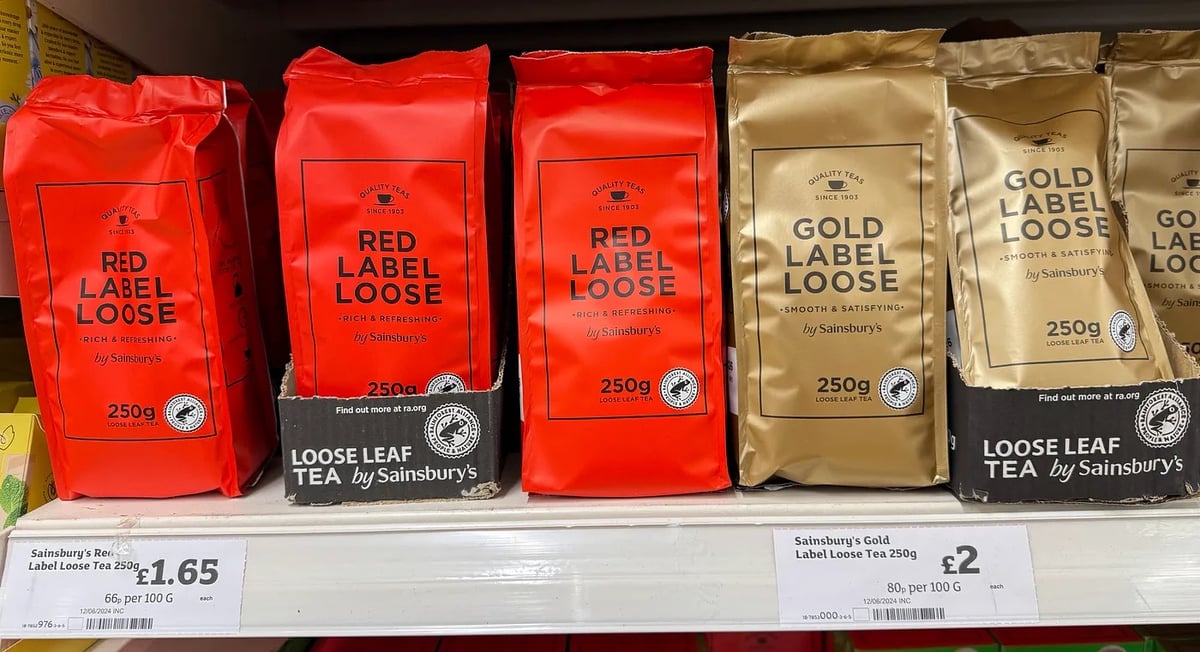 QUALITY TEAS
SINCE 1903
RED
LABEL
LOOSE
•RICH & REFRESHING•
by Sainsbury's
250g
LOOSE LEAF TEA
QUALITY TEAS
SINCE 1903
RED
LABEL
LOOSE
•RICH & REFRESHING•
by Sainsbury's
250g
Find out more at ra.org
LOOSE LEAF
TEA by Sainsbury's
QUALITY TEAS
SINCE 1903
RED
LABEL
LOOSE
•RICH & REFRESHING•
by Sainsbury's
250g
LOOSE LEAF TEA
QUALITY TEAS
SINCE 1903
GOLD
LABEL
LOOSE
•SMOOTH & SATISFYING•
by Sainsbury's
250g
LOOSE LEAF TEA
QUALITY TEAS
SINCE 1903
GOLD
LABEL
LOOSE
•SMOOTH & SATISFYING
by Sainsbury's
250g
LOOSE LEAF TEA
Find out more at ra.org
LOOSE LEAF
TEA by Sainsbury's
Sainsbury's Red
Label Loose Tea 250g
£1.65
66p per 100 G
each
12/06/2024 INC
Sainsbury's Gold
Label Loose Tea 250g
£2
80p per 100 G
each
12/06/2024 INC